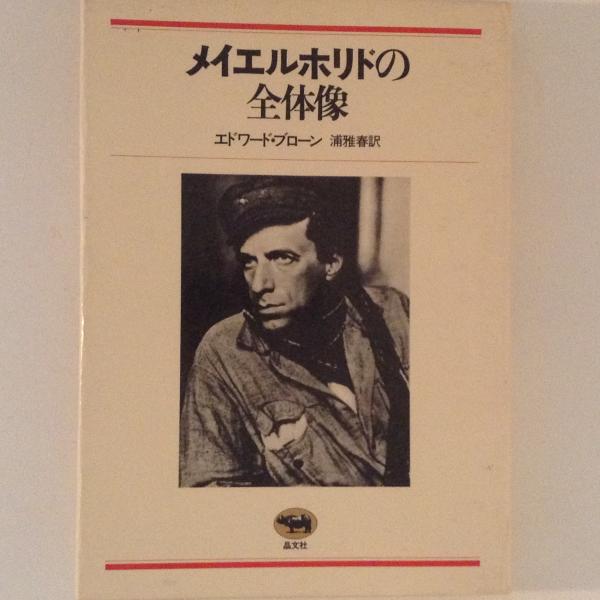 メイエルホリドの
全体像
エドワード・ブローン 浦雅春訳
晶文社